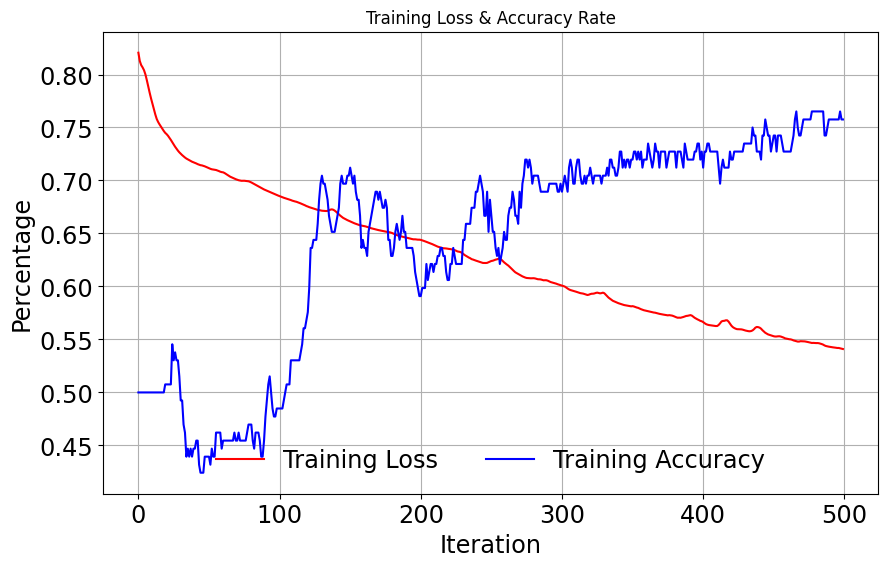 Training Loss & Accuracy Rate
0.80
0.75
0.70
0.65
0.60
0.55
0.50
0.45
Percentage
Training Loss
Training Accuracy
0
100
200
300
400
500
Iteration